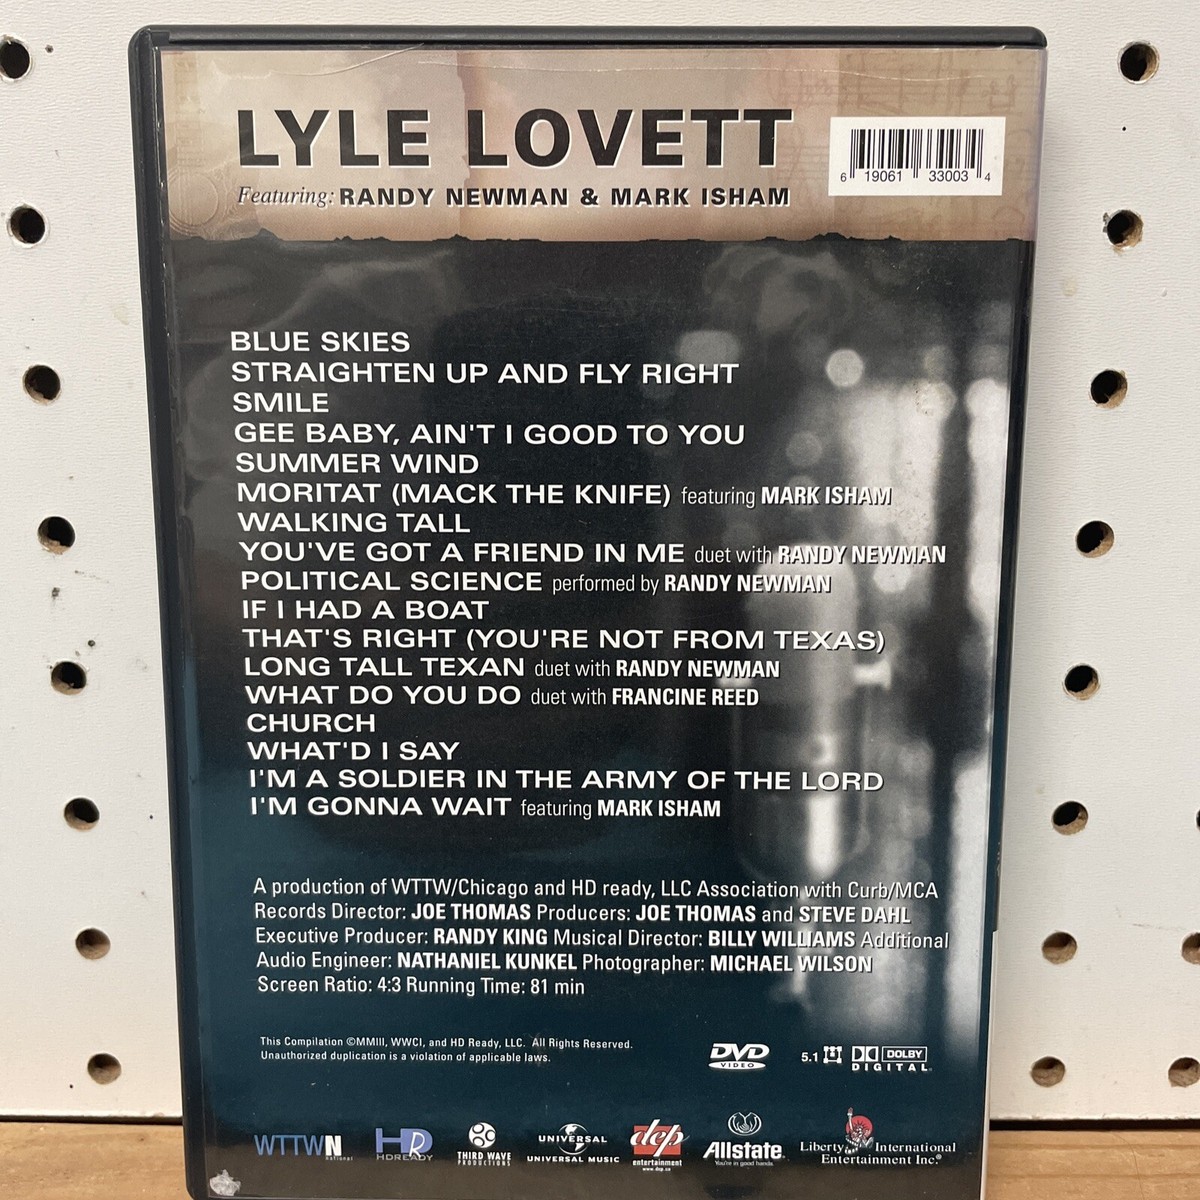 LYLE LOVETT
Featuring: RANDY NEWMAN & MARK ISHAM
6 19061 33003 4
BLUE SKIES
STRAIGHTEN UP AND FLY RIGHT
SMILE
GEE BABY, AIN'T I GOOD TO YOU
SUMMER WIND
MORITAT (MACK THE KNIFE) featuring MARK ISHAM
WALKING TALL
YOU'VE GOT A FRIEND IN ME duet with RANDY NEWMAN
POLITICAL SCIENCE performed by RANDY NEWMAN
IF I HAD A BOAT
THAT'S RIGHT (YOU'RE NOT FROM TEXAS)
LONG TALL TEXAN duet with RANDY NEWMAN
WHAT DO YOU DO duet with FRANCINE REED
CHURCH
WHAT'D I SAY
I'M A SOLDIER IN THE ARMY OF THE LORD
I'M GONNA WAIT featuring MARK ISHAM
A production of WTTW/Chicago and HD ready, LLC Association with Curb/MCA
Records Director: JOE THOMAS Producers: JOE THOMAS and STEVE DAHL
Executive Producer: RANDY KING Musical Director: BILLY WILLIAMS Additional
Audio Engineer: NATHANIEL KUNKEL Photographer: MICHAEL WILSON
Screen Ratio: 4:3 Running Time: 81 min
This Compilation ©MMIII, WWCI, and HD Ready, LLC. All Rights Reserved.
Unauthorized duplication is a violation of applicable laws.
DVD
VIDEO
5.1
DOLBY
DIGITAL
WTTWN
national
HD
HDREADY
THIRD WAVE
PRODUCTIONS
UNIVERSAL
UNIVERSAL MUSIC
dep
entertainment
www.dep.ca
Allstate.
You're in good hands.
Liberty International
Entertainment Inc.®